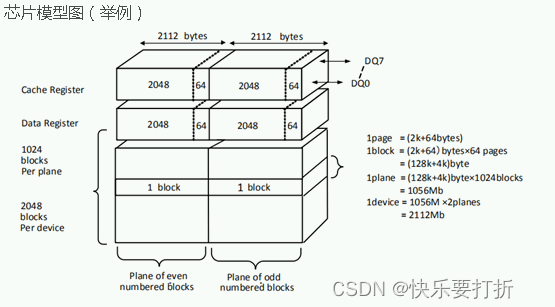 芯片模型图（举例）
2112 bytes 2112 bytes
DQ7
DQ0
Cache Register
2048 64 2048 64
Data Register
2048 64 2048 64
1024
blocks
Per plane
1 block 1 block
2048
blocks
Per device
1page = (2k+64bytes)
1block = (2k+64) bytes×64 pages
= (128k+4k)byte
1plane = (128k+4k)byte×1024blocks
= 1056Mb
1device = 1056M ×2planes
= 2112Mb
Plane of even
numbered blocks
Plane of odd
numbered blocks
CSDN @快乐要打折